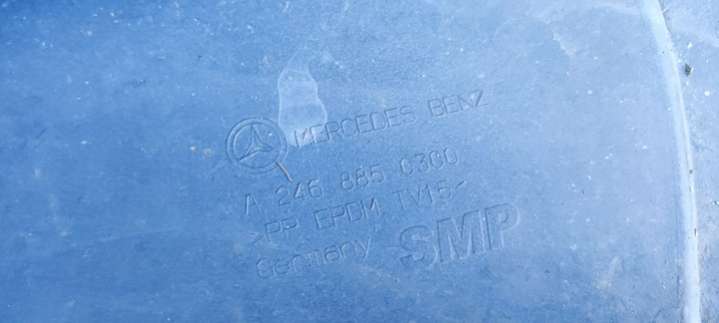 MERCEDES BENZ
A 246 885 0300
>PP EPDM TV15<
Germany SMP